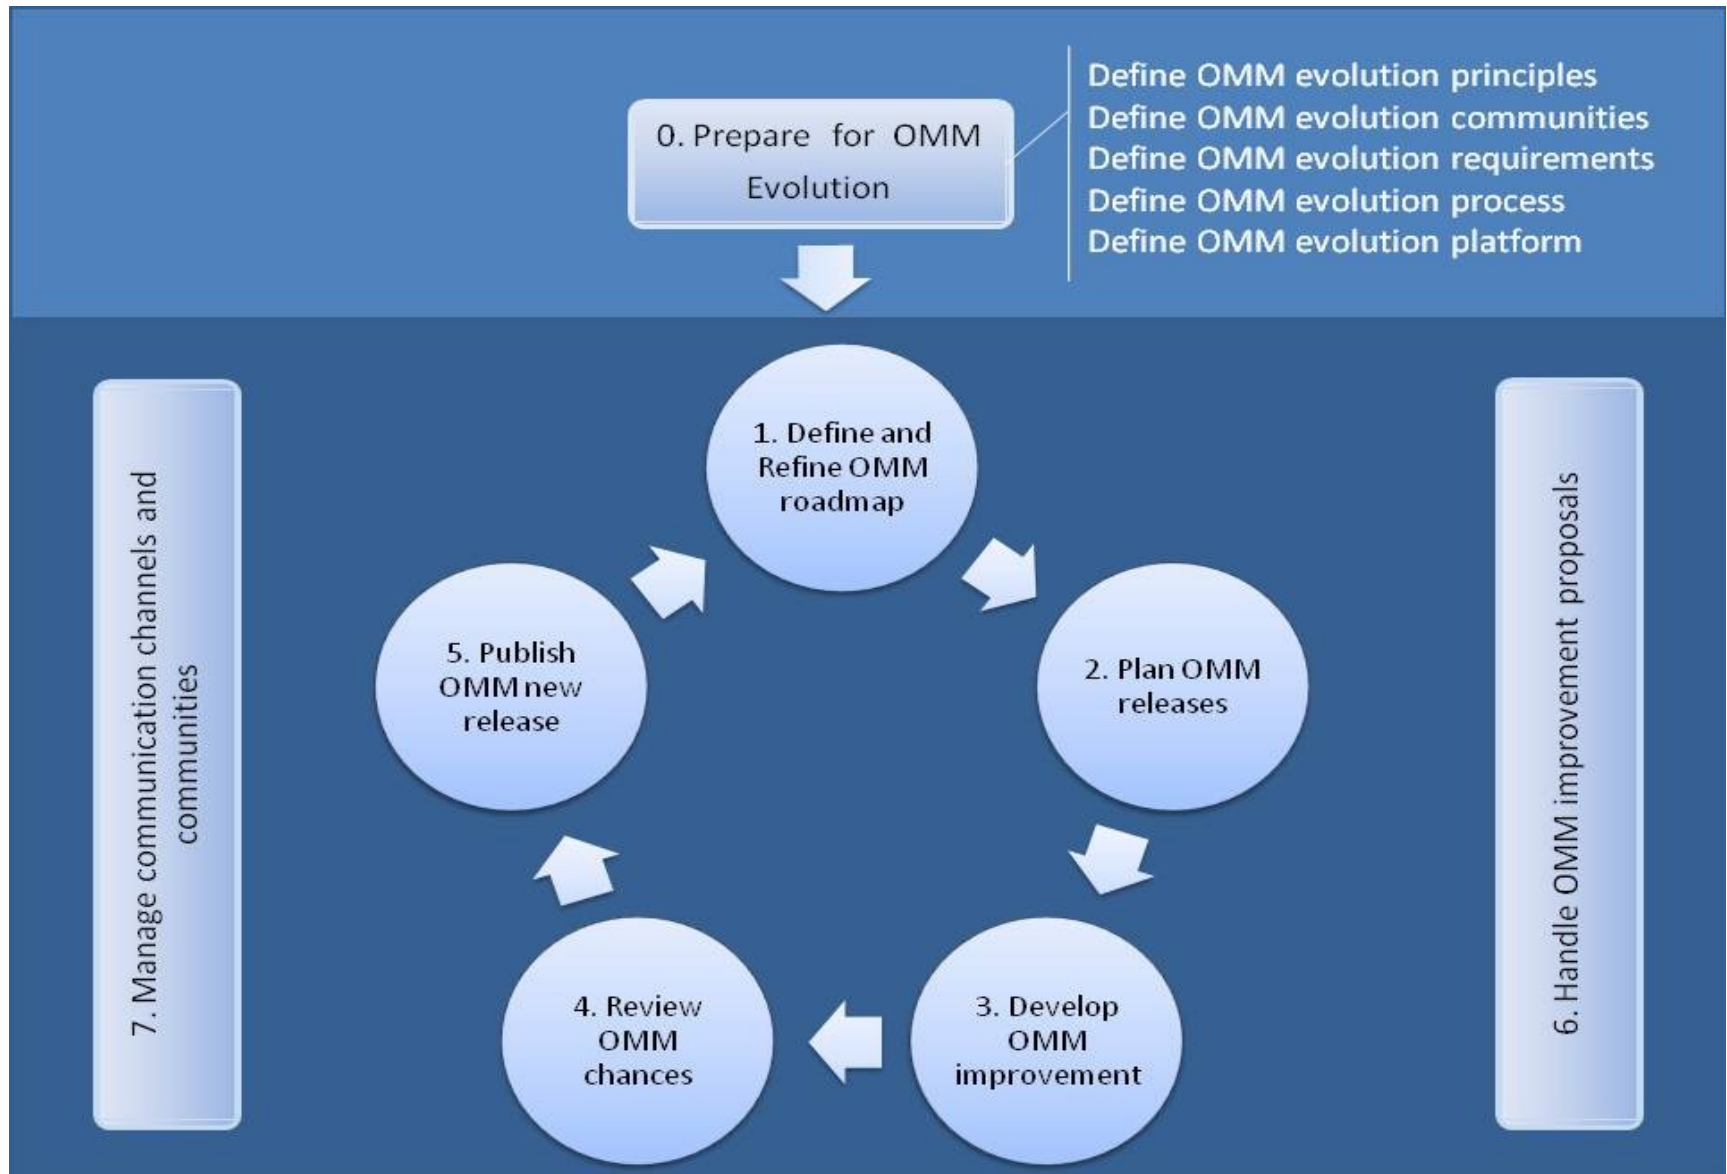 0. Prepare for OMM
Evolution
Define OMM evolution principles
Define OMM evolution communities
Define OMM evolution requirements
Define OMM evolution process
Define OMM evolution platform
1. Define and
Refine OMM
roadmap
2. Plan OMM
releases
3. Develop
OMM
improvement
4. Review
OMM
chances
5. Publish
OMM new
release
6. Handle OMM improvement proposals
7. Manage communication channels and
communities